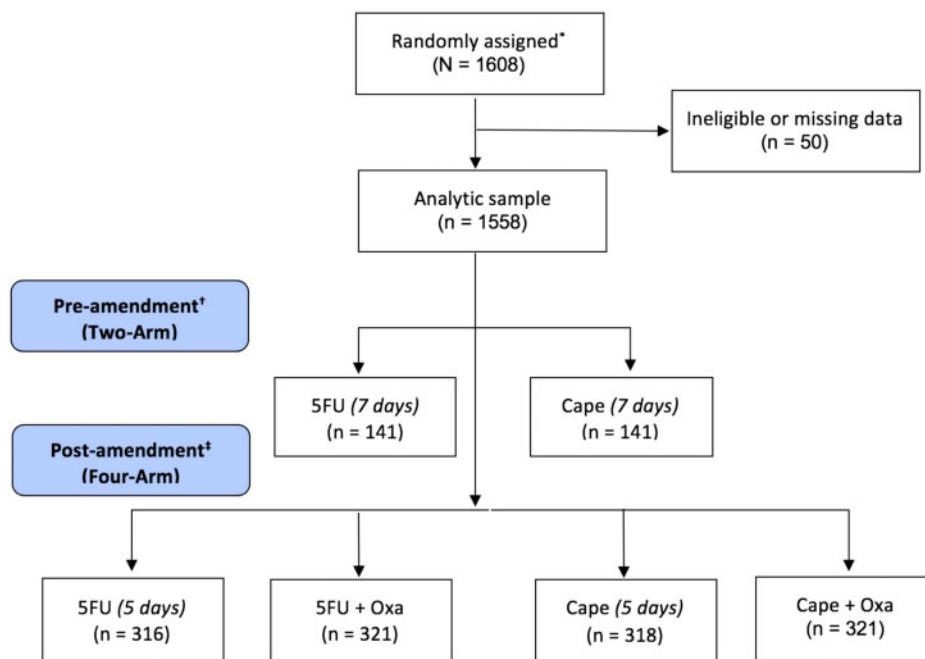 Randomly assigned*
(N = 1608)
Ineligible or missing data
(n = 50)
Analytic sample
(n = 1558)
Pre-amendment†
(Two-Arm)
5FU (7 days)
(n = 141)
Cape (7 days)
(n = 141)
Post-amendment‡
(Four-Arm)
5FU (5 days)
(n = 316)
5FU + Oxa
(n = 321)
Cape (5 days)
(n = 318)
Cape + Oxa
(n = 321)